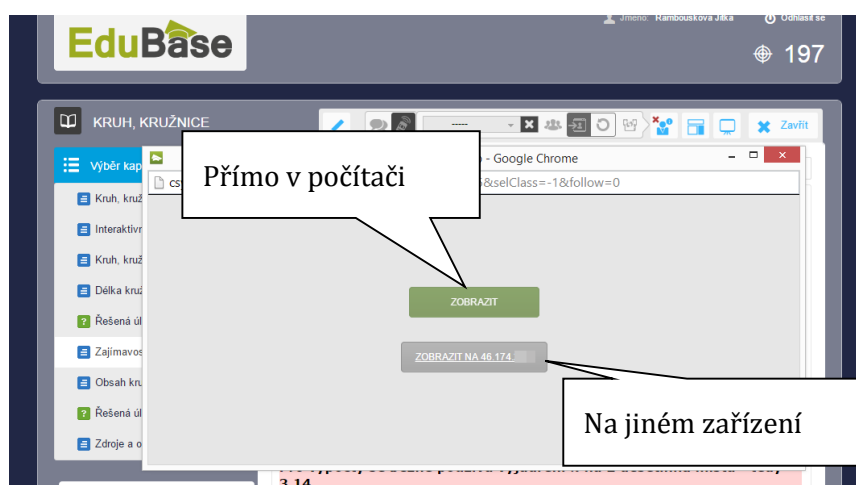 EduBase
Jméno: Rambouskova Jitka
Odhlásit se
197
KRUH, KRUŽNICE
-----
Zavřít
Výběr kap
- Google Chrome
Přímo v počítači
&selClass=-1&follow=0
Kruh, kruž
Interaktivn
Kruh, kruž
Délka kruž
Řešená úl
Zajímavos
Obsah kru
Řešená úl
Zdroje a o
ZOBRAZIT
ZOBRAZIT NA 46.174.
Na jiném zařízení
3,14